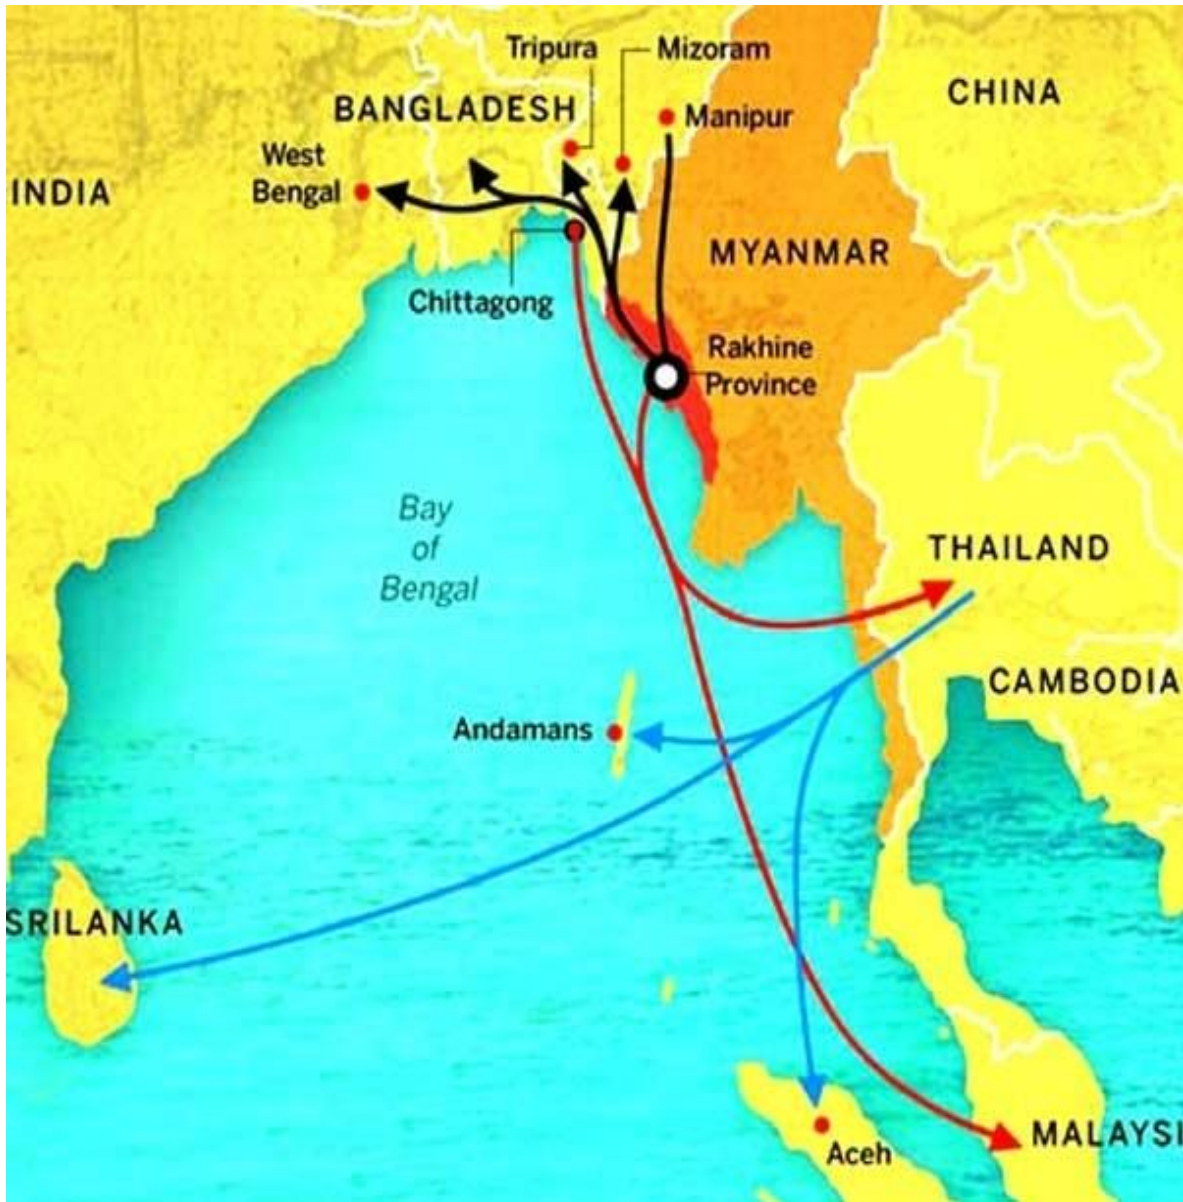 Tripura
Mizoram
CHINA
BANGLADESH
Manipur
West
Bengal
INDIA
MYANMAR
Chittagong
Rakhine
Province
Bay
of
Bengal
THAILAND
CAMBODIA
Andamans
SRILANKA
MALAYSI
Aceh